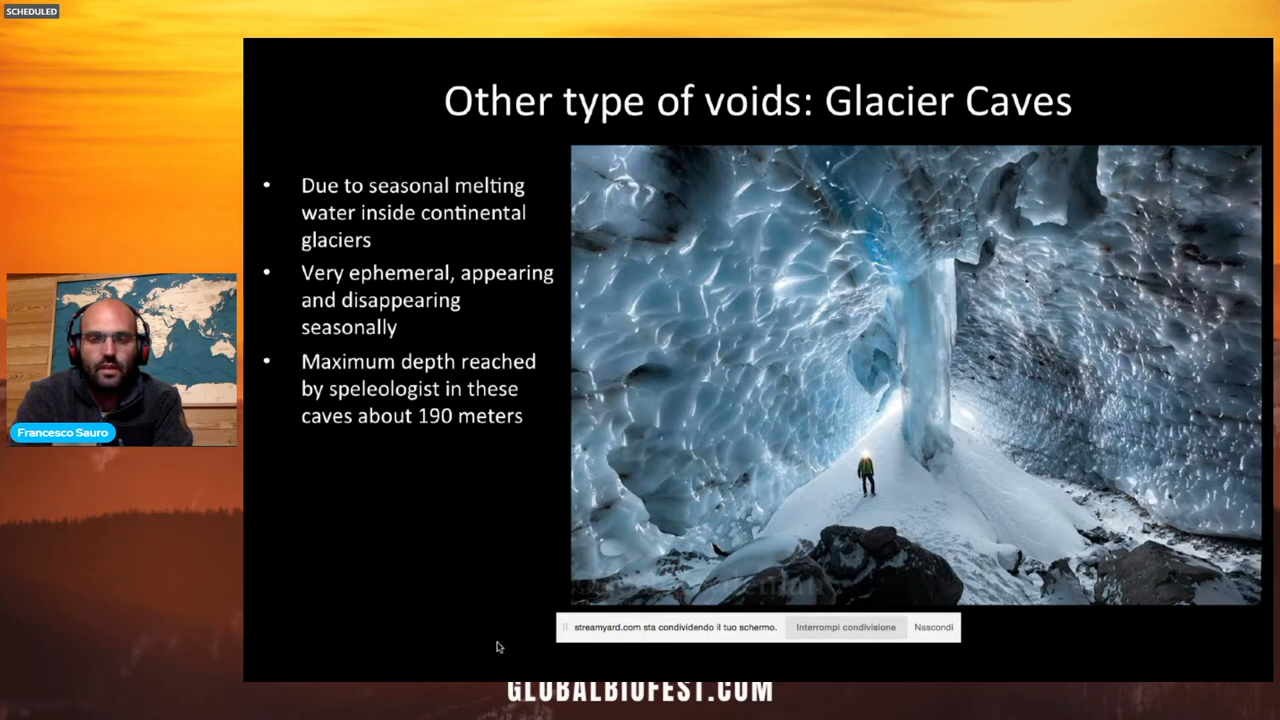 SCHEDULED
Other type of voids: Glacier Caves
• Due to seasonal melting
water inside continental
glaciers
• Very ephemeral, appearing
and disappearing
seasonally
• Maximum depth reached
by speleologist in these
caves about 190 meters
Francesco Sauro
streamyard.com sta condividendo il tuo schermo. Interrompi condivisione Nascondi
GLOBALBIOFEST.COM